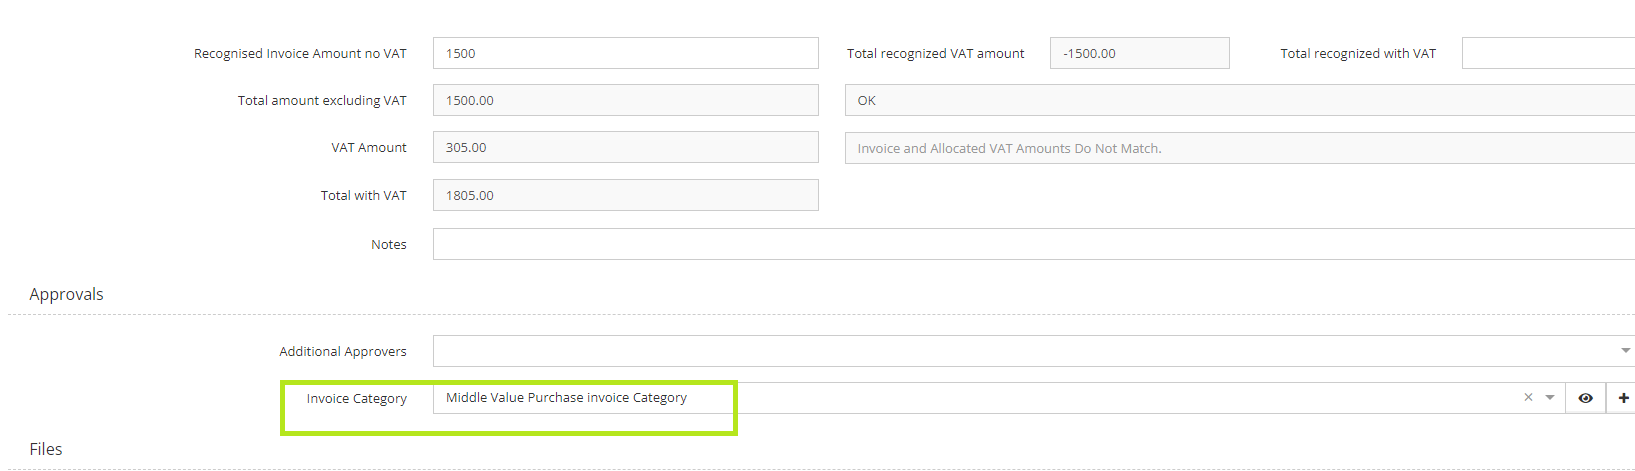 Recognised Invoice Amount no VAT 1500 Total recognized VAT amount -1500.00 Total recognized with VAT
Total amount excluding VAT 1500.00 OK
VAT Amount 305.00 Invoice and Allocated VAT Amounts Do Not Match.
Total with VAT 1805.00
Notes
Approvals
Additional Approvers
Invoice Category Middle Value Purchase invoice Category
Files